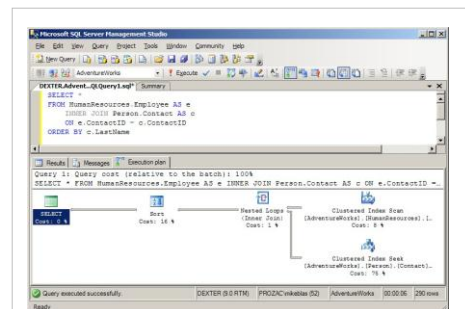 Microsoft SQL Server Management Studio
File Edit View Query Project Tools Window Community Help
New Query
AdventureWorks Execute
DEXTER.Advent...QLQuery1.sql* Summary
SELECT *
FROM HumanResources.Employee AS e
INNER JOIN Person.Contact AS c
ON e.ContactID = c.ContactID
ORDER BY c.LastName
Results Messages Execution plan
Query 1: Query cost (relative to the batch): 100%
SELECT * FROM HumanResources.Employee AS e INNER JOIN Person.Contact AS c ON e.ContactID =…
SELECT
Cost: 0 %
Sort
Cost: 16 %
Nested Loops
(Inner Join)
Cost: 1 %
Clustered Index Scan
[AdventureWorks].[HumanResources].[…
Cost: 8 %
Clustered Index Seek
[AdventureWorks].[Person].[Contact]…
Cost: 75 %
Query executed successfully. DEXTER (9.0 RTM) PROZAC\mikeblas (52) AdventureWorks 00:00:06 290 rows
Ready